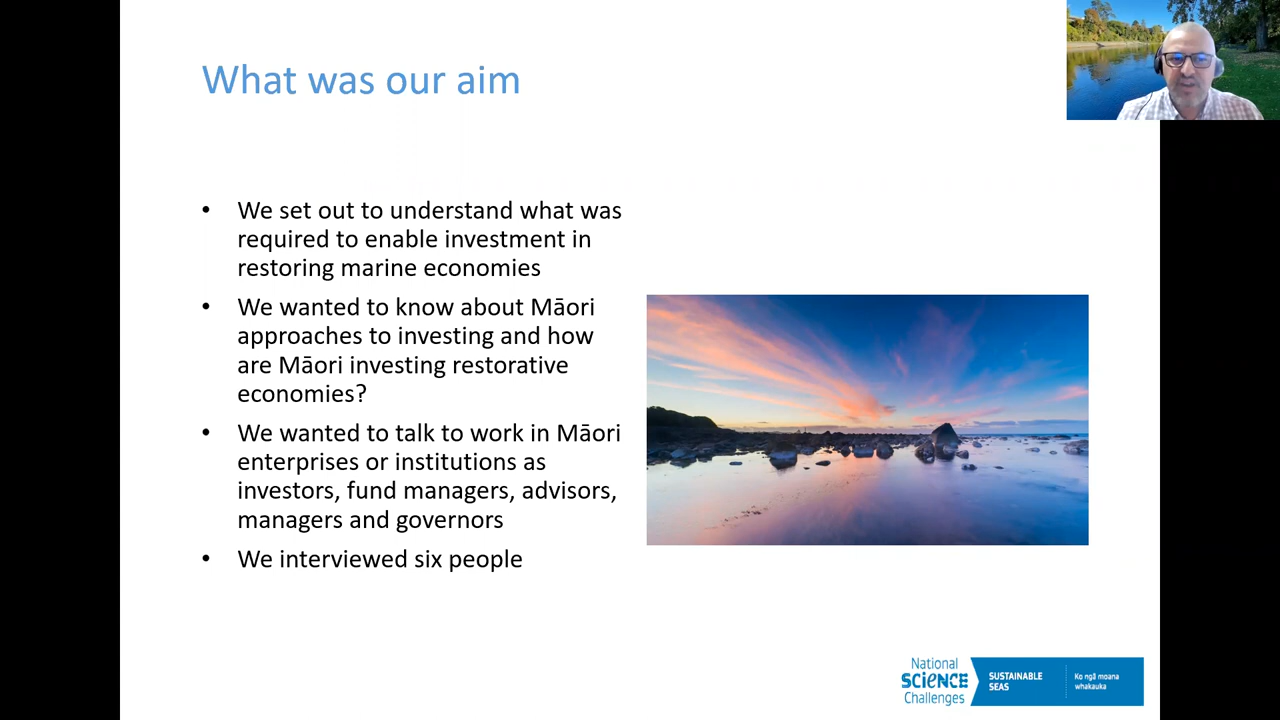 What was our aim
• We set out to understand what was
required to enable investment in
restoring marine economies
• We wanted to know about Māori
approaches to investing and how
are Māori investing restorative
economies?
• We wanted to talk to work in Māori
enterprises or institutions as
investors, fund managers, advisors,
managers and governors
• We interviewed six people
National
SCIENCE
Challenges
SUSTAINABLE
SEAS
Ko ngā moana
whakauka